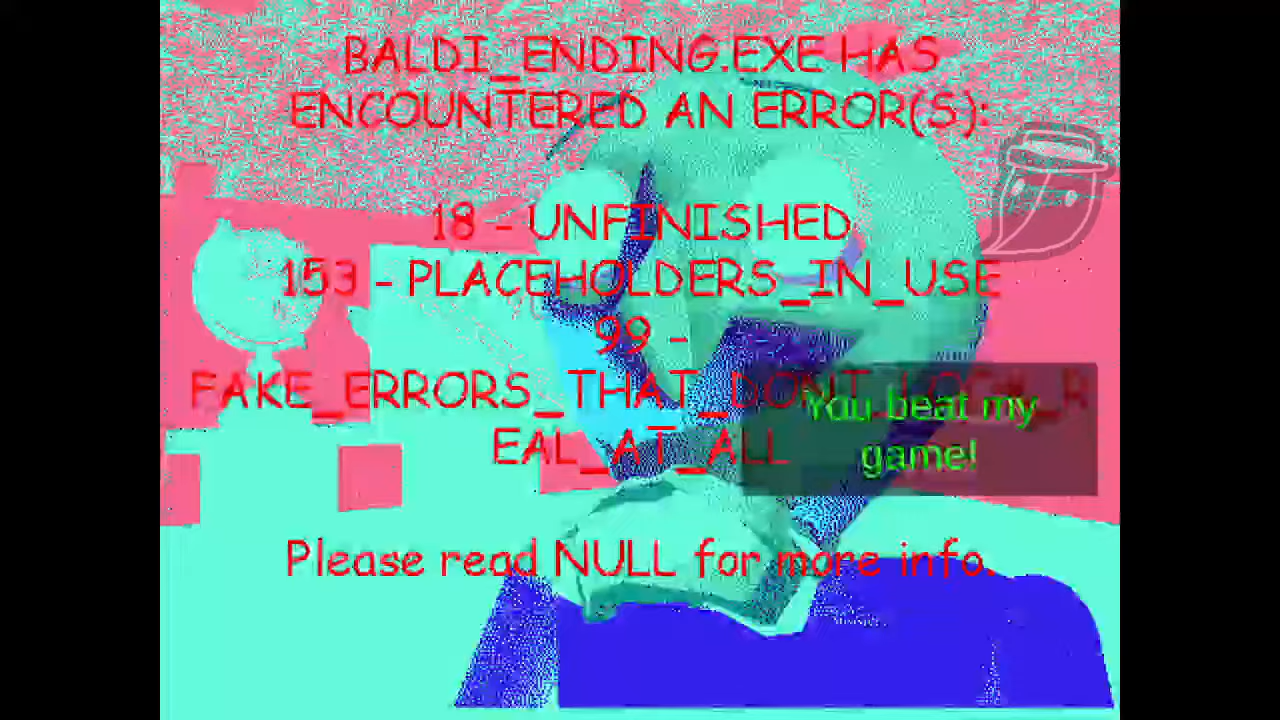 BALDI_ENDING.EXE HAS
ENCOUNTERED AN ERROR(S):
18 - UNFINISHED
153 - PLACEHOLDERS_IN_USE
99 -
FAKE_ERRORS_THAT_DONT_LOOK_R
EAL_AT_ALL
You beat my
game!
Please read NULL for more info.